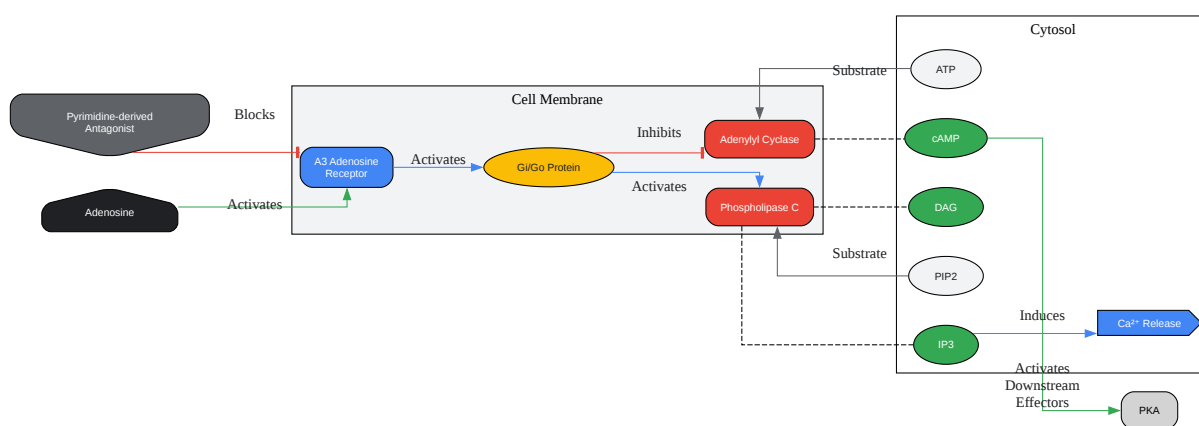 Cytosol
ATP
Substrate
Cell Membrane
Pyrimidine-derived
Antagonist
Blocks
Inhibits
Adenylyl Cyclase
cAMP
A3 Adenosine
Receptor
Activates
Gi/Go Protein
Activates
Adenosine
Activates
Phospholipase C
DAG
Substrate
PIP2
Induces
Ca²⁺ Release
IP3
Activates
Downstream
Effectors
PKA